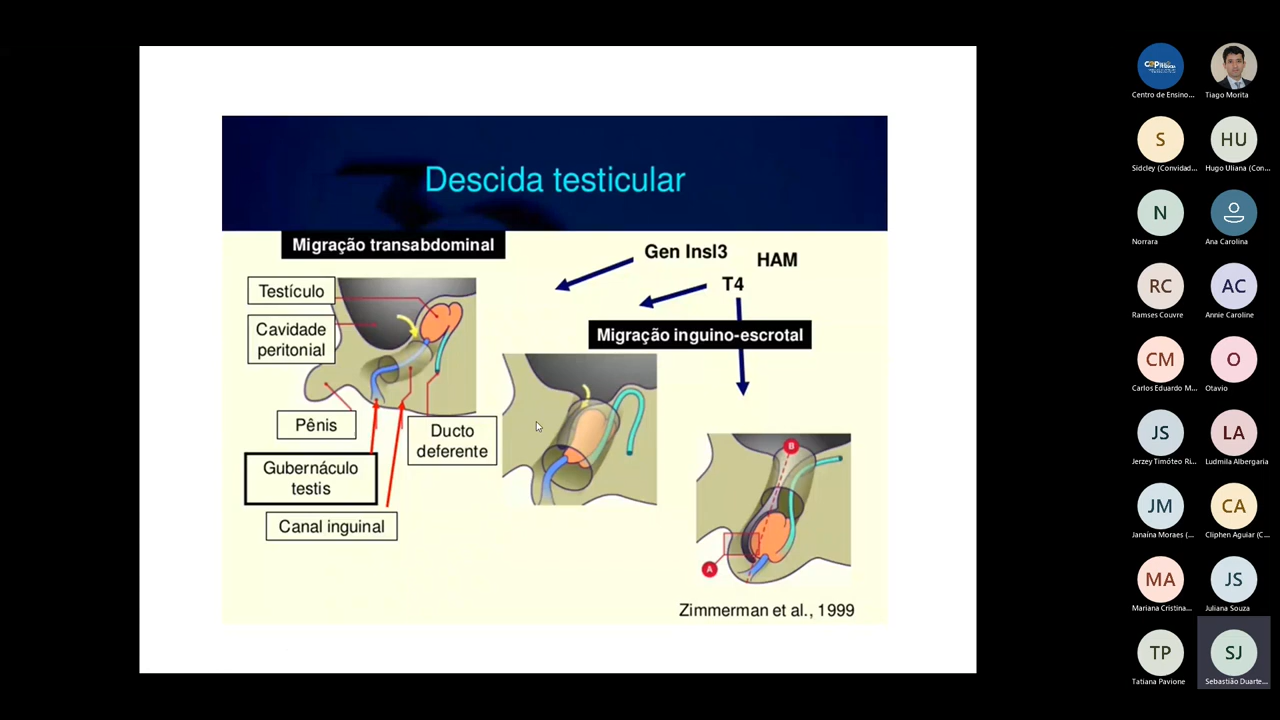 Descida testicular
Migração transabdominal
Gen Insl3
HAM
T4
Testículo
Cavidade
peritonial
Migração inguino-escrotal
Pênis
Ducto
deferente
Gubernáculo
testis
Canal inguinal
B
A
Zimmerman et al., 1999
Centro de Ensino...
Tiago Morita
S
Sidcley (Convidad...
HU
Hugo Uliana (Con...
N
Norrara
Ana Carolina
RC
Ramses Couvre
AC
Annie Caroline
CM
Carlos Eduardo M...
O
Otavio
JS
Jerzey Timóteo Ri...
LA
Ludmila Albergaria
JM
Janaína Moraes (...
CA
Cliphen Aguiar (C...
MA
Mariana Cristina...
JS
Juliana Souza
TP
Tatiana Pavione
SJ
Sebastião Duarte...